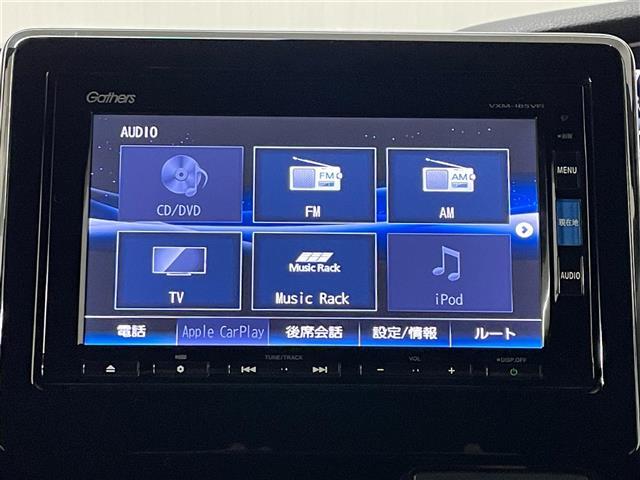 Gathers
VXM-185VFi
AUDIO
CD/DVD
FM
FM
AM
AM
TV
Music Rack
Music Rack
iPod
電話
Apple CarPlay
後席会話
設定/情報
ルート
MENU
現在地
AUDIO
TUNE/TRACK
VOL
DISP.OFF